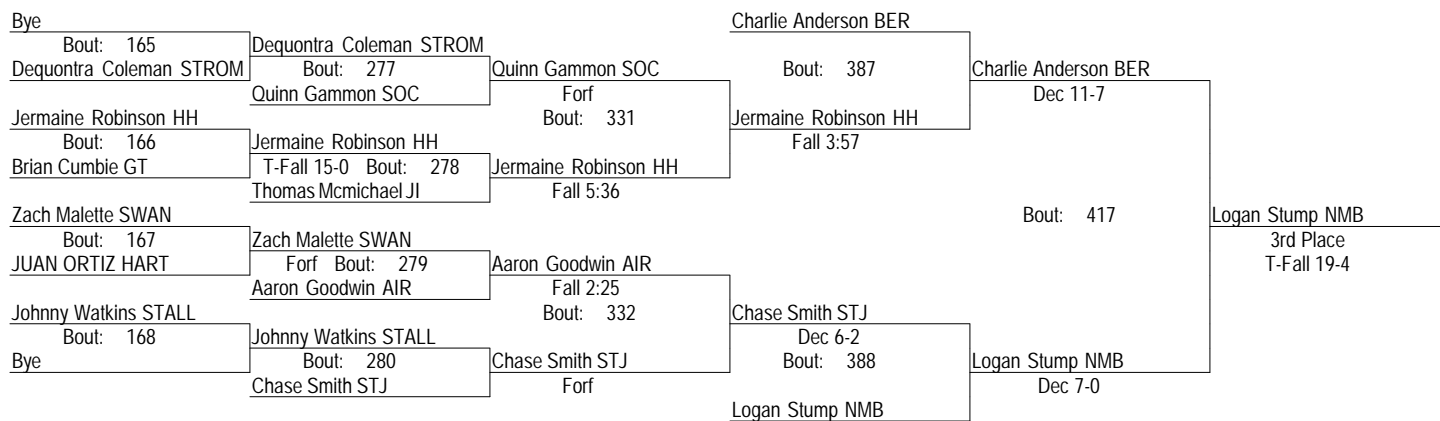 Bye
Charlie Anderson BER
Bout: 165
Dequontra Coleman STROM
Dequontra Coleman STROM
Bout: 277
Quinn Gammon SOC
Bout: 387
Charlie Anderson BER
Quinn Gammon SOC
Forf
Dec 11-7
Jermaine Robinson HH
Bout: 331
Jermaine Robinson HH
Bout: 166
Jermaine Robinson HH
Fall 3:57
Brian Cumbie GT
T-Fall 15-0 Bout: 278
Jermaine Robinson HH
Thomas Mcmichael JI
Fall 5:36
Zach Malette SWAN
Bout: 417
Logan Stump NMB
Bout: 167
Zach Malette SWAN
3rd Place
JUAN ORTIZ HART
Forf Bout: 279
Aaron Goodwin AIR
T-Fall 19-4
Aaron Goodwin AIR
Fall 2:25
Johnny Watkins STALL
Bout: 332
Chase Smith STJ
Bout: 168
Johnny Watkins STALL
Dec 6-2
Bye
Bout: 280
Chase Smith STJ
Bout: 388
Logan Stump NMB
Chase Smith STJ
Forf
Dec 7-0
Logan Stump NMB